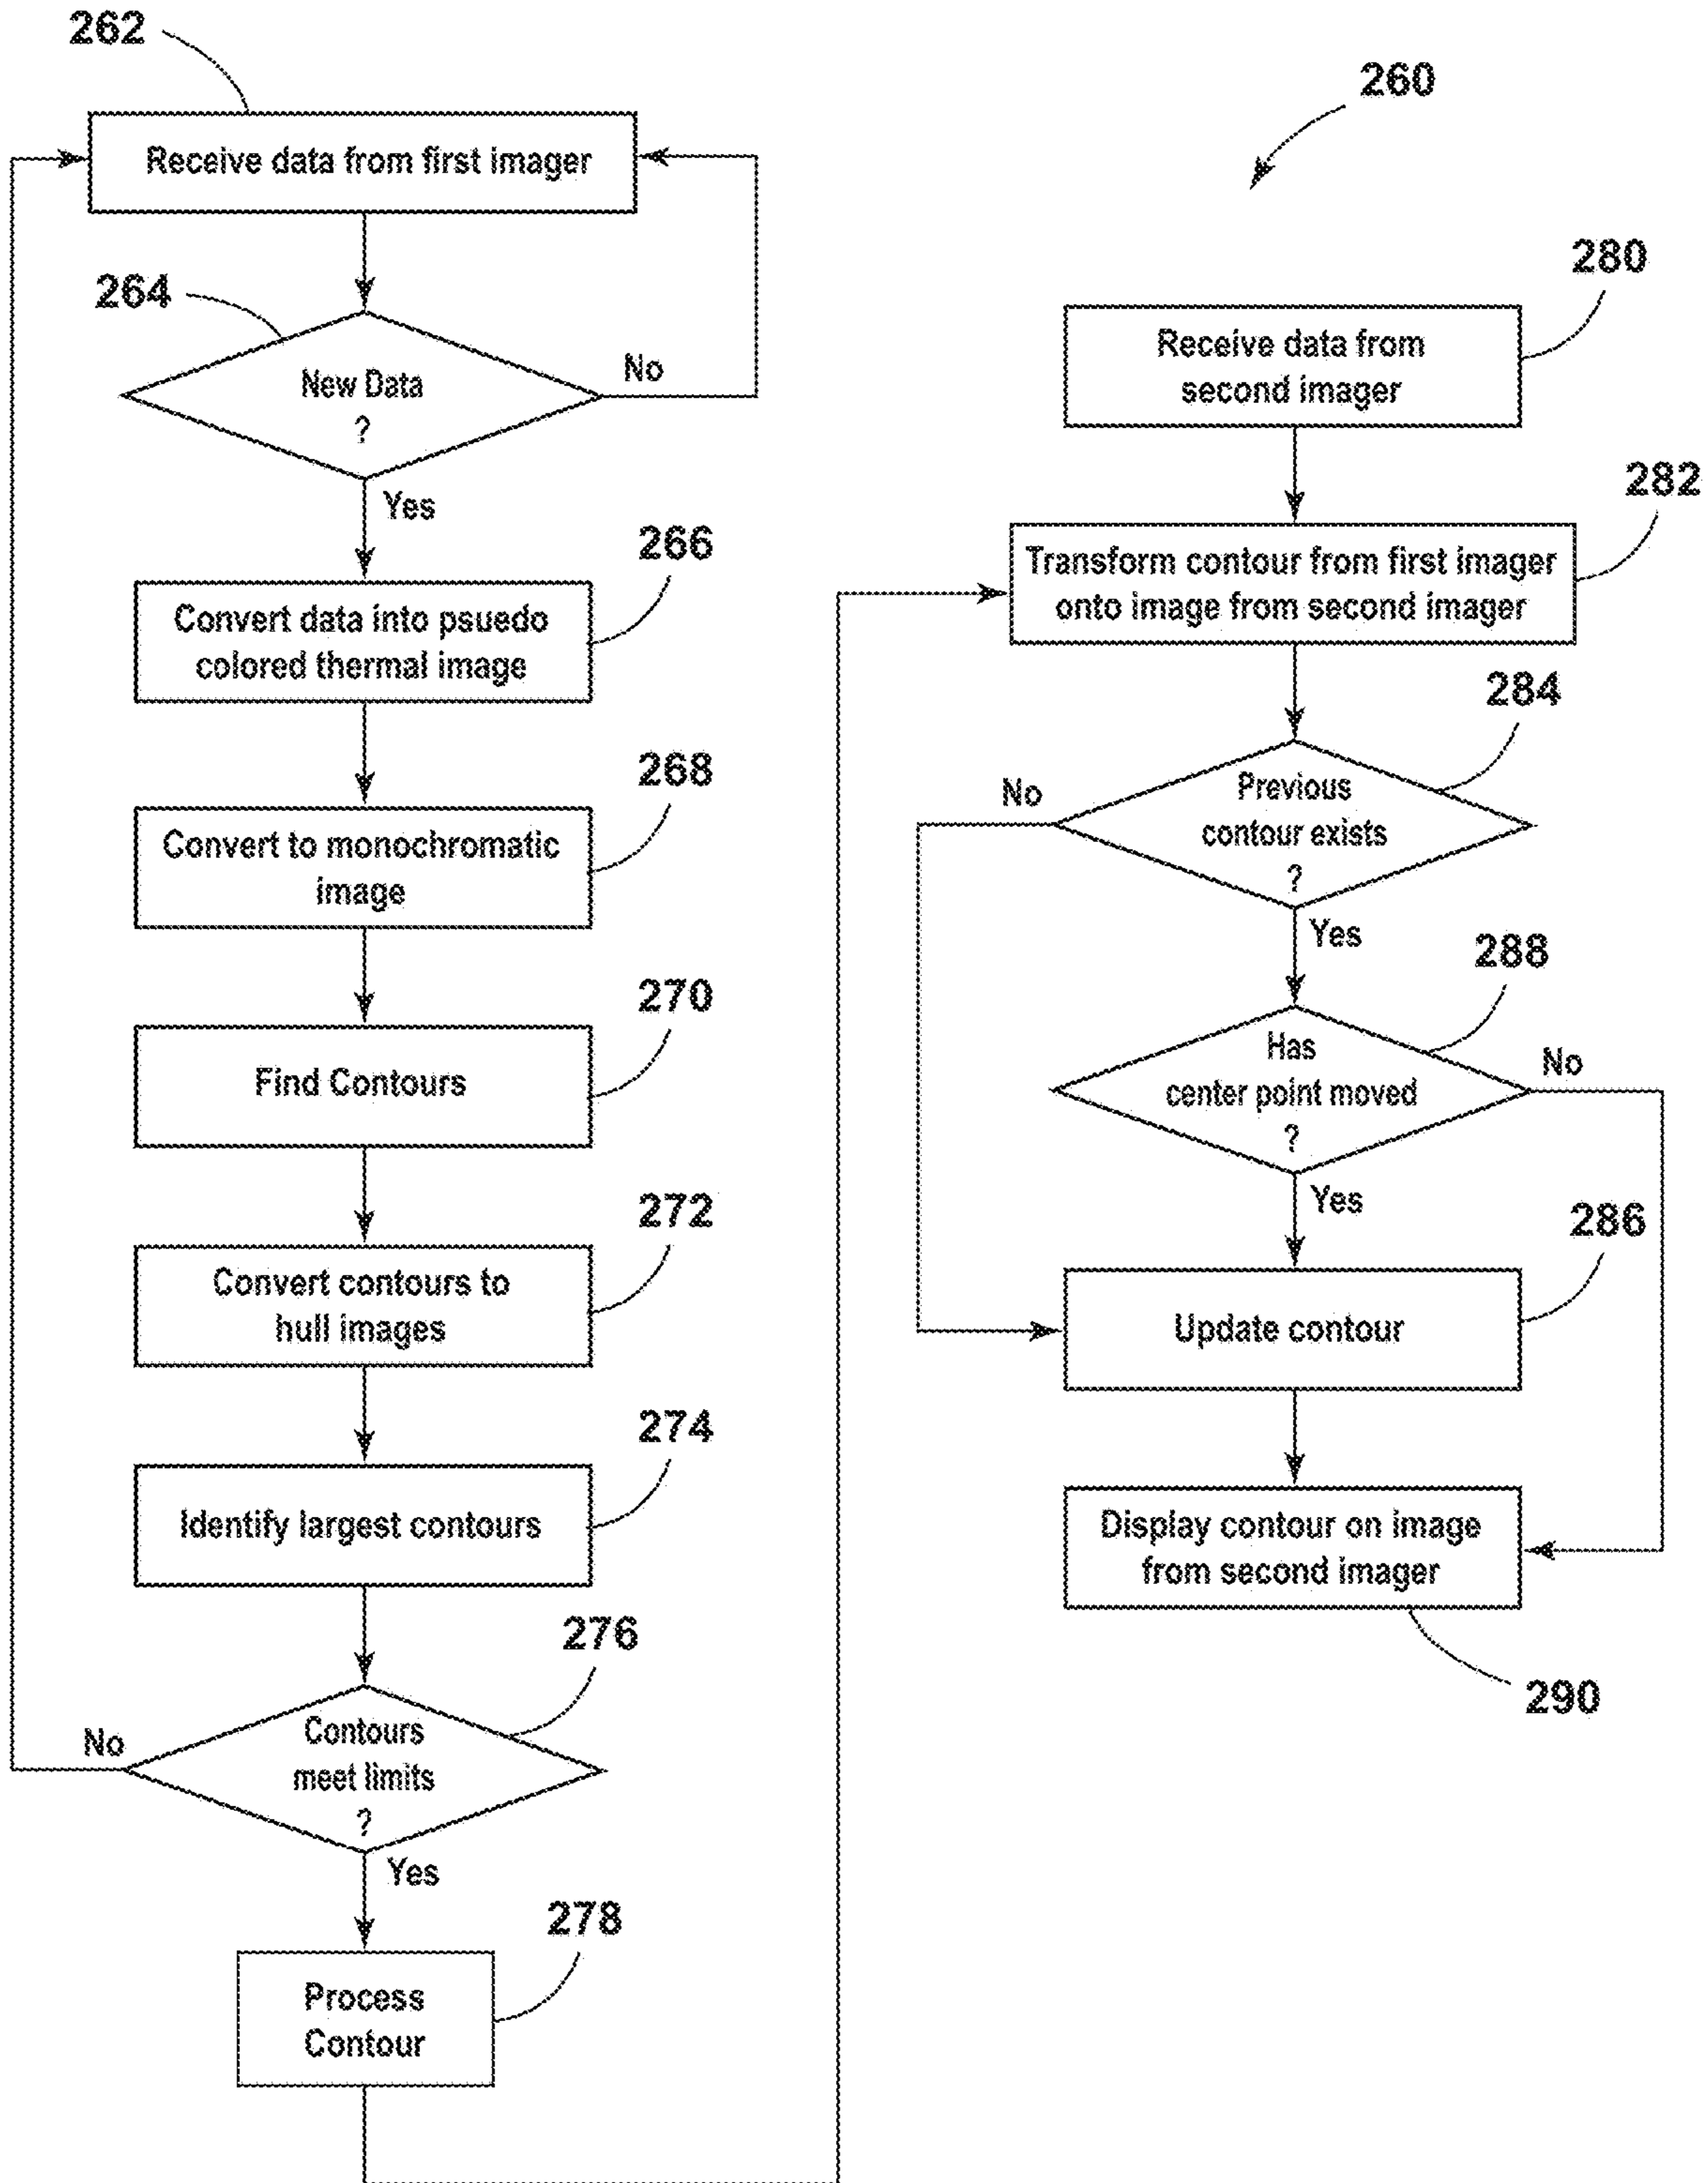 262
Receive data from first imager
264
New Data
?
No
Yes
266
Convert data into psuedo
colored thermal image
268
Convert to monochromatic
image
270
Find Contours
272
Convert contours to
hull images
274
Identify largest contours
276
Contours
meet limits
?
No
Yes
278
Process
Contour
260
280
Receive data from
second imager
282
Transform contour from first imager
onto image from second imager
284
Previous
contour exists
?
No
Yes
288
Has
center point moved
?
No
Yes
286
Update contour
Display contour on image
from second imager
290